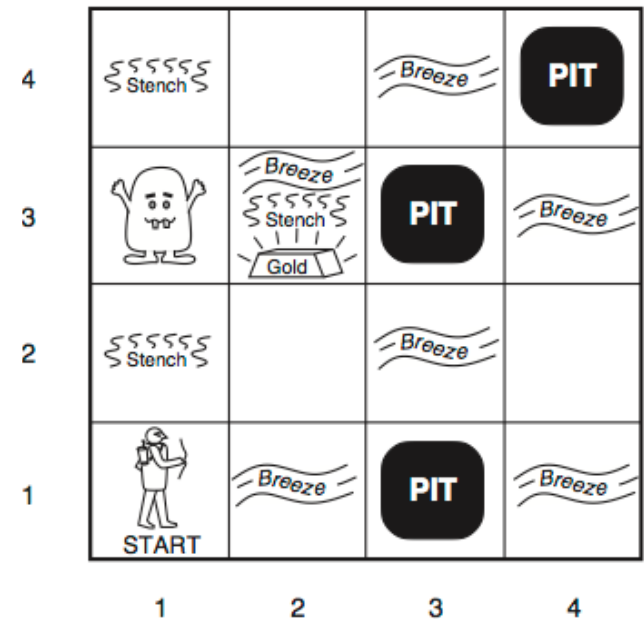 4
Stench
Breeze
PIT
3
Breeze
Stench
Gold
PIT
Breeze
2
Stench
Breeze
1
START
Breeze
PIT
Breeze
1 2 3 4